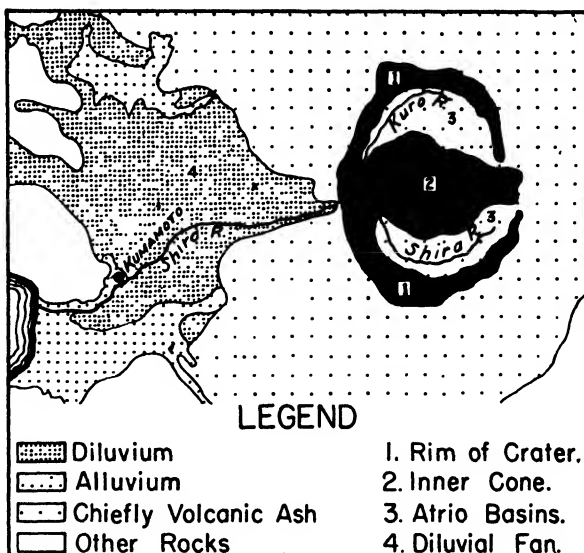 1
Kuro R.
3
4
2
KUMAMOTO
Shira R.
3
Shira R.
1
LEGEND
Diluvium
Alluvium
Chiefly Volcanic Ash
Other Rocks
1. Rim of Crater.
2. Inner Cone.
3. Atrio Basins.
4. Diluvial Fan.